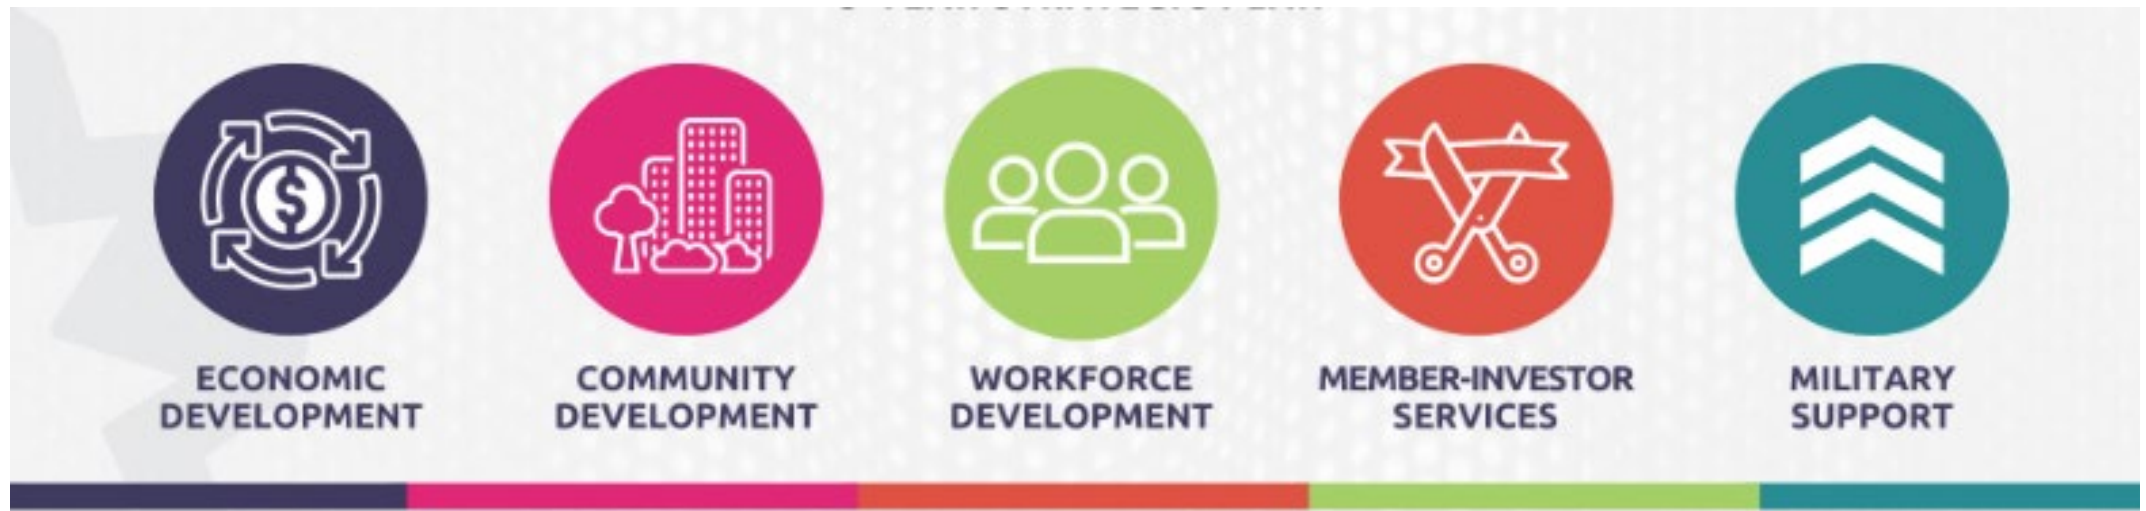 ECONOMIC
DEVELOPMENT
COMMUNITY
DEVELOPMENT
WORKFORCE
DEVELOPMENT
MEMBER-INVESTOR
SERVICES
MILITARY
SUPPORT